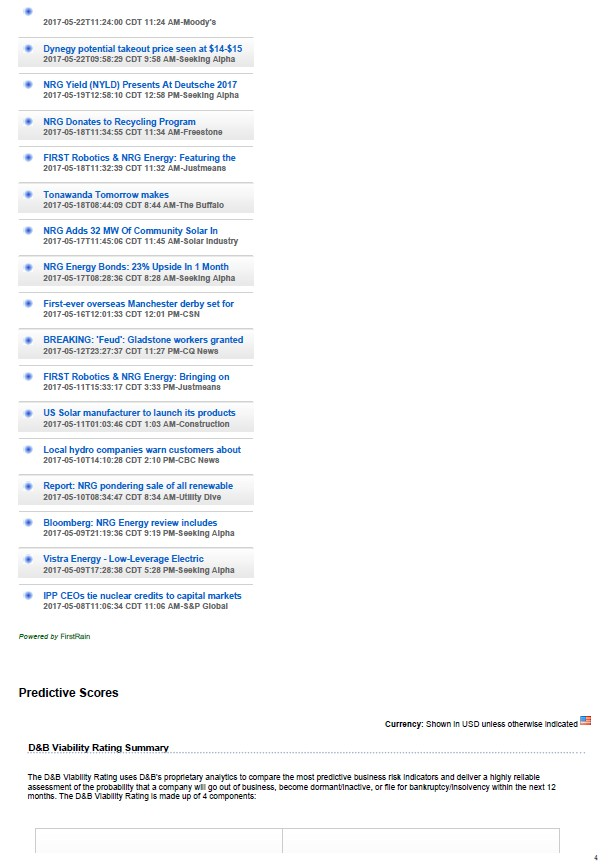 2017-05-22T11:24:00 CDT 11:24 AM-Moody's
Dynegy potential takeout price seen at $14-$15
2017-05-22T09:58:29 CDT 9:58 AM-Seeking Alpha
NRG Yield (NYLD) Presents At Deutsche 2017
2017-05-19T12:58:10 CDT 12:58 PM-Seeking Alpha
NRG Donates to Recycling Program
2017-05-18T11:34:55 CDT 11:34 AM-Freestone
FIRST Robotics & NRG Energy: Featuring the
2017-05-18T11:32:39 CDT 11:32 AM-Justmeans
Tonawanda Tomorrow makes
2017-05-18T08:44:09 CDT 8:44 AM-The Buffalo
NRG Adds 32 MW Of Community Solar In
2017-05-17T11:45:06 CDT 11:45 AM-Solar Industry
NRG Energy Bonds: 23% Upside In 1 Month
2017-05-17T08:28:36 CDT 8:28 AM-Seeking Alpha
First-ever overseas Manchester derby set for
2017-05-16T12:01:33 CDT 12:01 PM-CSN
BREAKING: 'Feud': Gladstone workers granted
2017-05-12T23:27:37 CDT 11:27 PM-CQ News
FIRST Robotics & NRG Energy: Bringing on
2017-05-11T15:33:17 CDT 3:33 PM-Justmeans
US Solar manufacturer to launch its products
2017-05-11T01:03:46 CDT 1:03 AM-Construction
Local hydro companies warn customers about
2017-05-10T14:10:28 CDT 2:10 PM-CBC News
Report: NRG pondering sale of all renewable
2017-05-10T08:34:47 CDT 8:34 AM-Utility Dive
Bloomberg: NRG Energy review includes
2017-05-09T21:19:36 CDT 9:19 PM-Seeking Alpha
Vistra Energy - Low-Leverage Electric
2017-05-09T17:28:38 CDT 5:28 PM-Seeking Alpha
IPP CEOs tie nuclear credits to capital markets
2017-05-08T11:06:34 CDT 11:06 AM-S&P Global
Powered by FirstRain
Predictive Scores
Currency: Shown in USD unless otherwise indicated
D&B Viability Rating Summary
The D&B Viability Rating uses D&B's proprietary analytics to compare the most predictive business risk indicators and deliver a highly reliable
assessment of the probability that a company will go out of business, become dormant/inactive, or file for bankruptcy/insolvency within the next 12
months. The D&B Viability Rating is made up of 4 components:
4